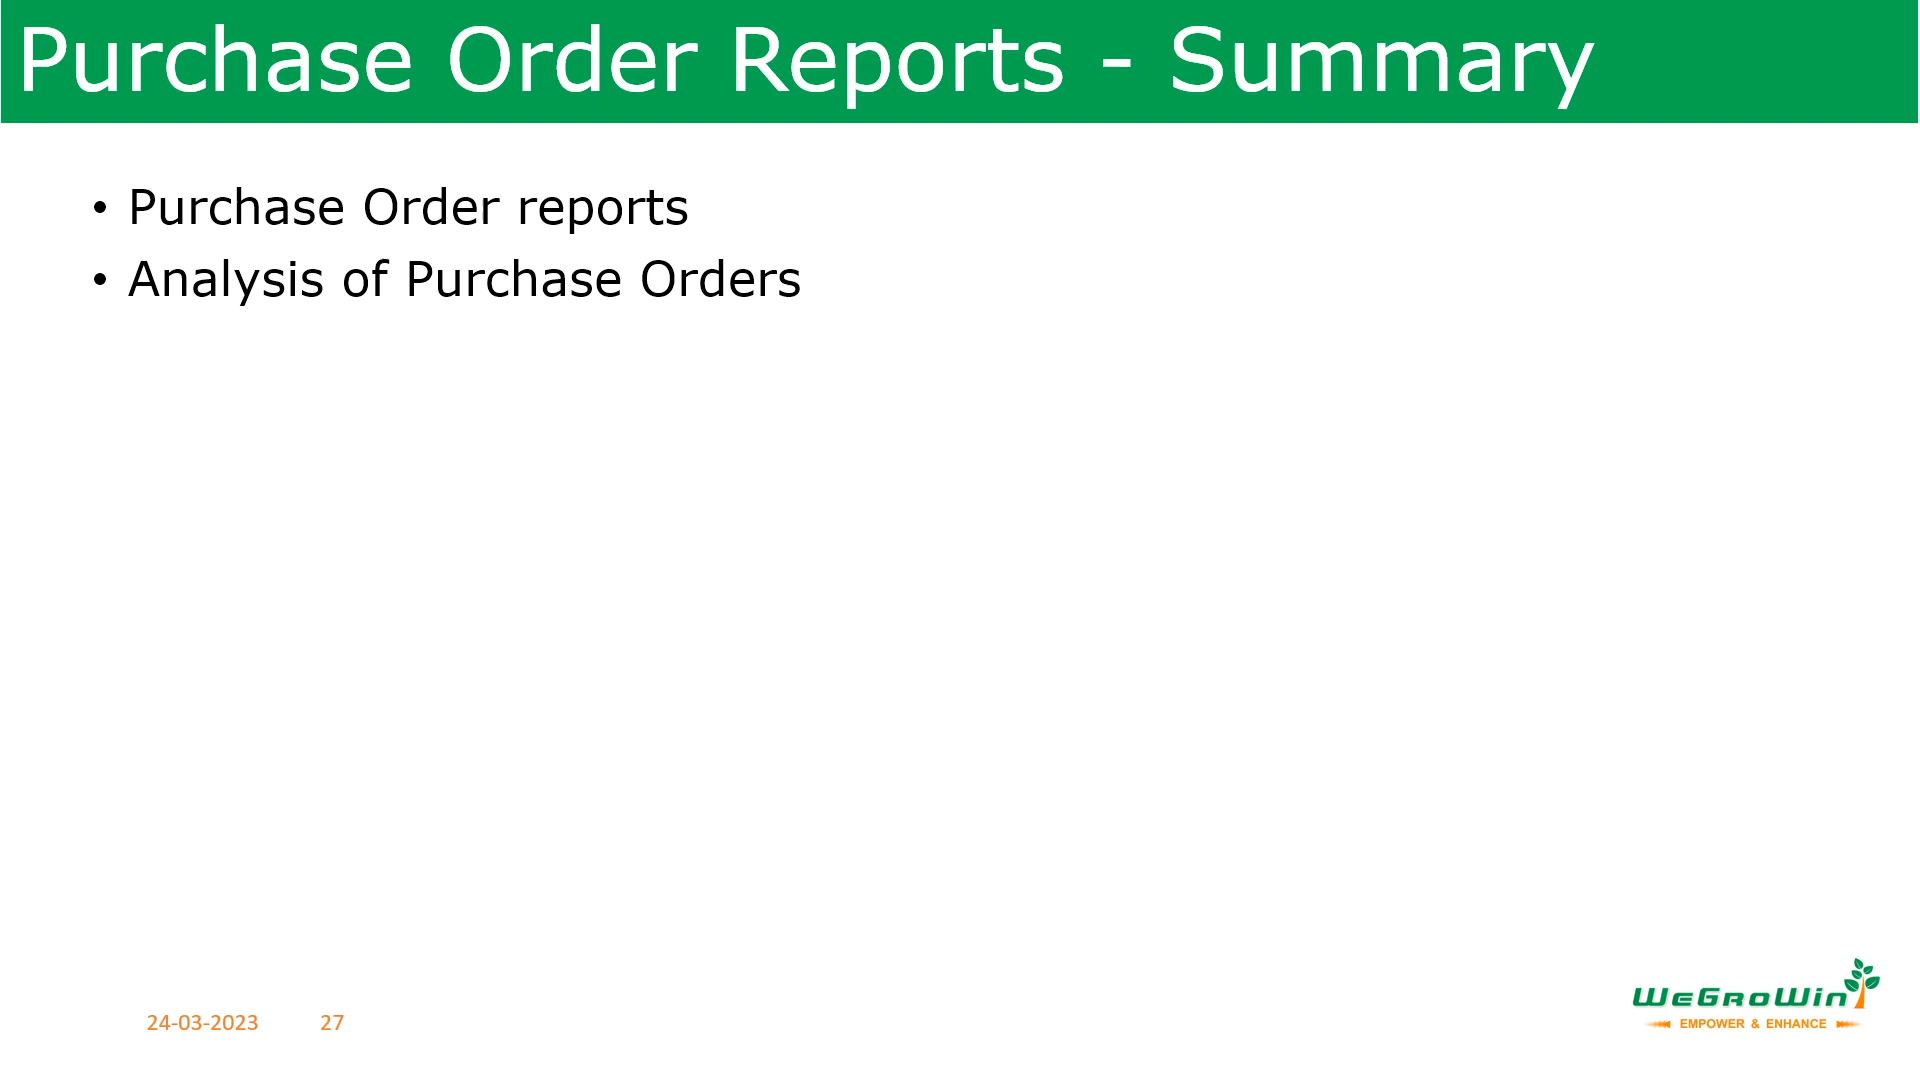 Purchase Order Reports - Summary
• Purchase Order reports
• Analysis of Purchase Orders
24-03-2023 27
WeGroWin
EMPOWER & ENHANCE